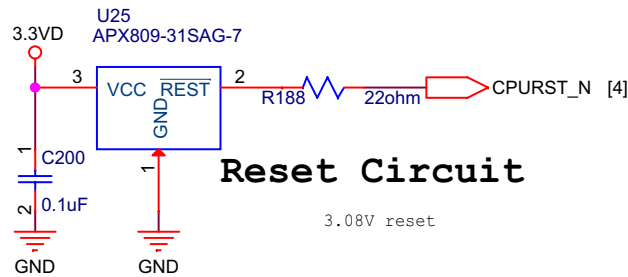 U25
APX809-31SAG-7
3.3VD
3
VCC
REST
2
GND
1
R188
22ohm
CPURST_N [4]
1
C200
0.1uF
2
Reset Circuit
3.08V reset
GND
GND